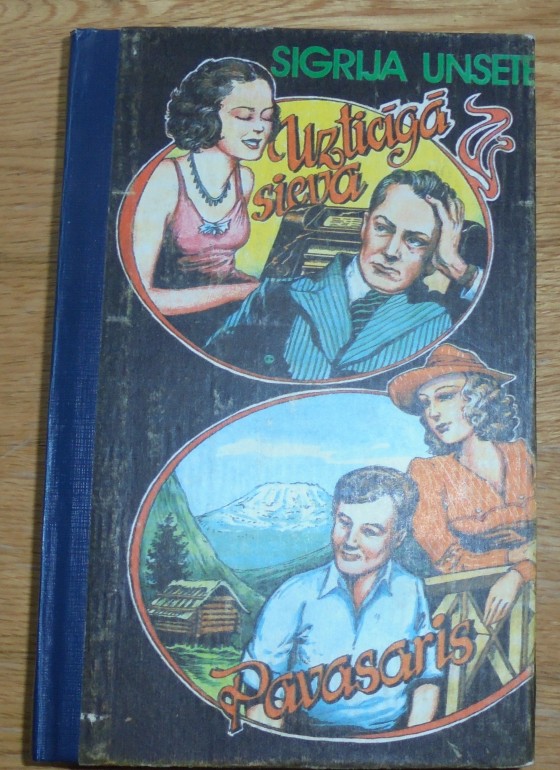 SIGRIJA UNSETE
Uzticīgā
sieva
Pavasaris